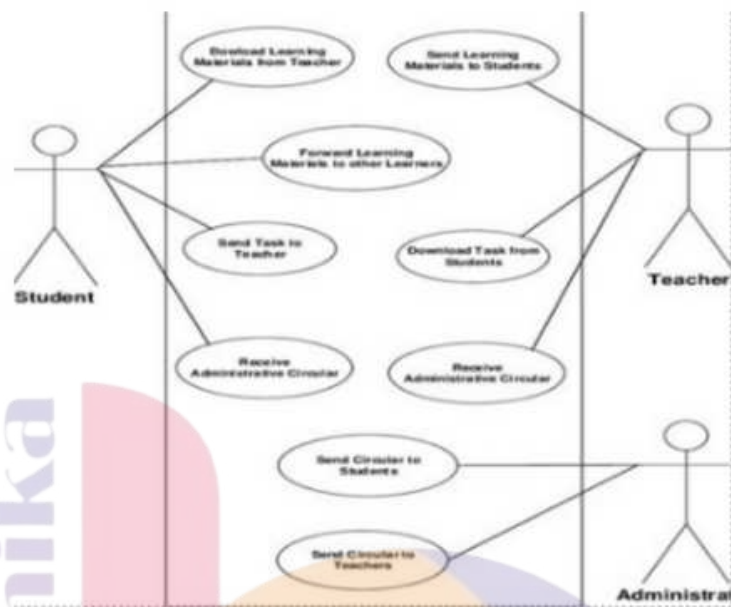 Dowload Learning
Materials from Teacher
Send Learning
Materials to Students
Forward Learning
Materials to other Learners
Send Task to
Teacher
Download Task from
Students
Student
Teacher
Receive
Administrative Circular
Receive
Administrative Circular
Send Circular to
Students
Send Circular to
Teachers
Administrat
nika